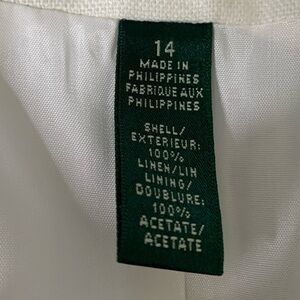 14
MADE IN
PHILIPPINES
FABRIQUE AUX
PHILIPPINES
SHELL/
EXTERIEUR:
100%
LINEN/LIN
LINING/
DOUBLURE:
100%
ACETATE/
ACETATE